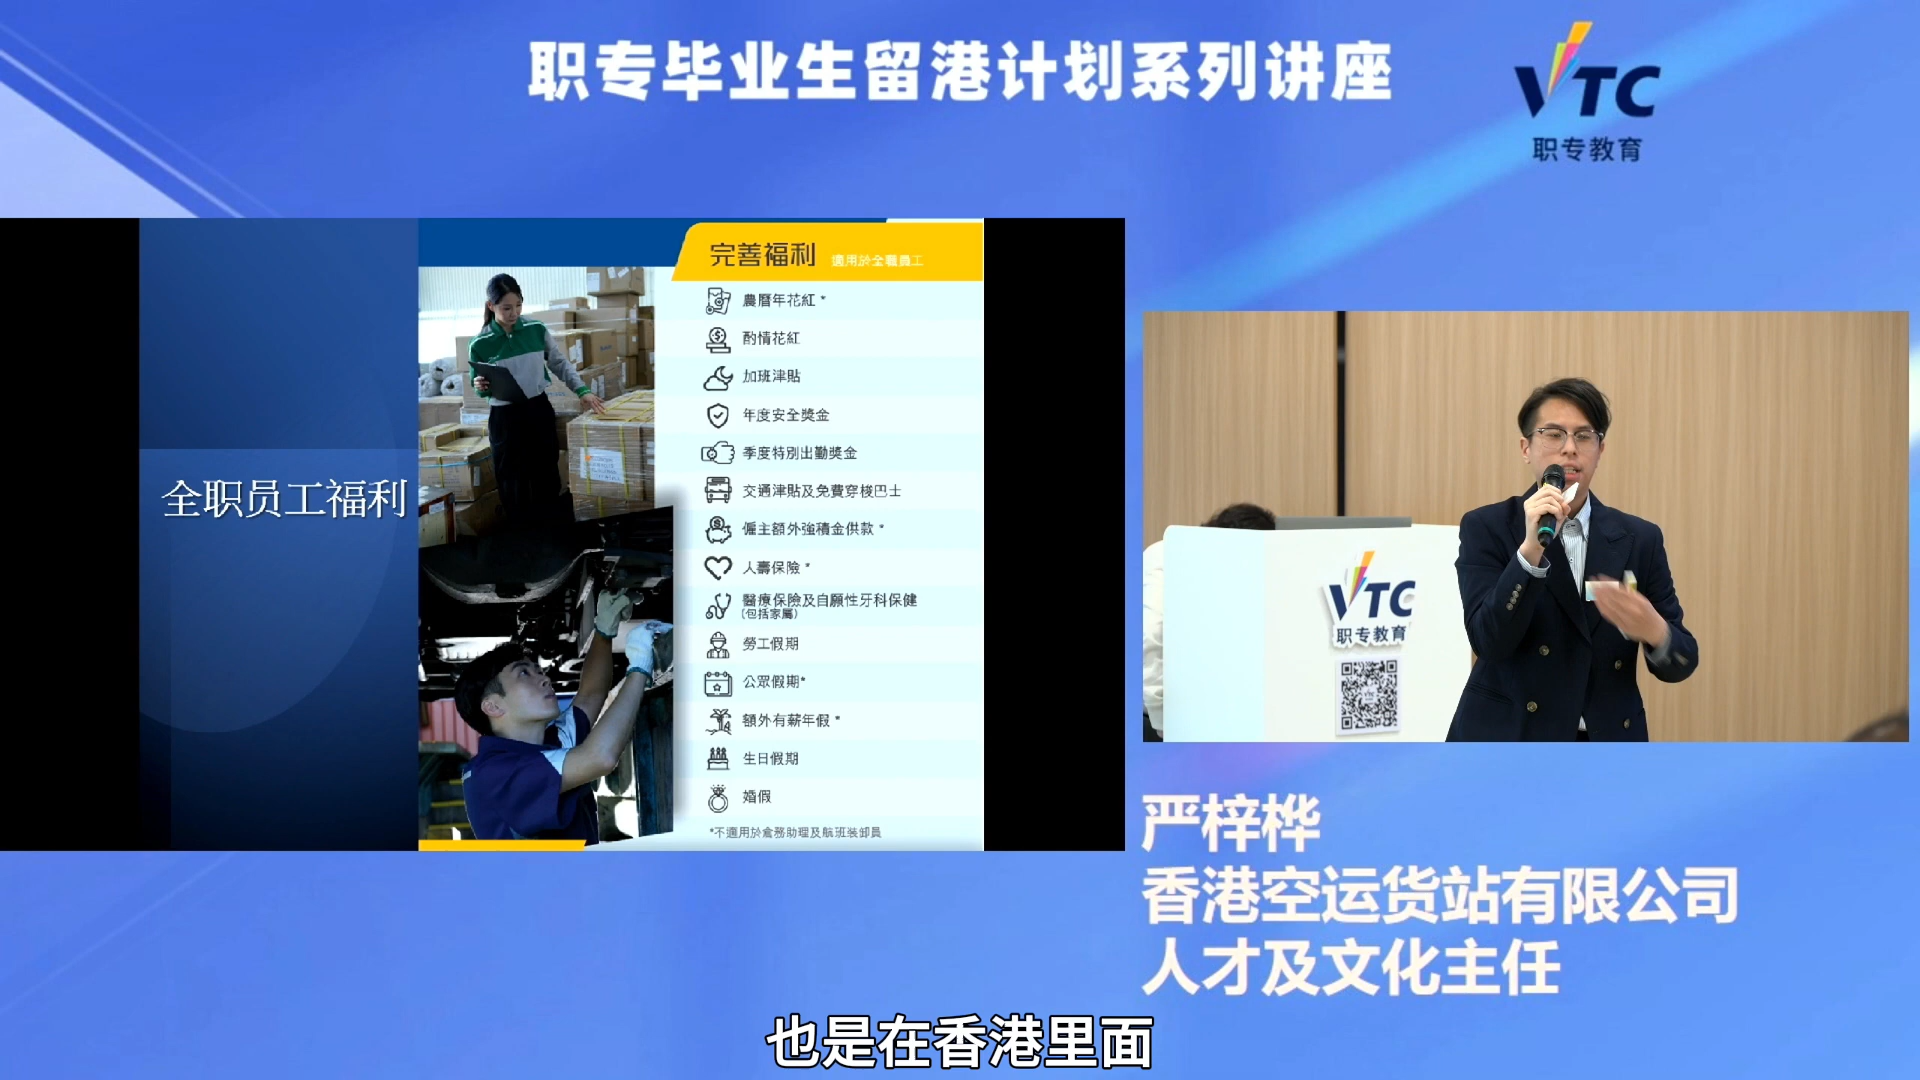 职专毕业生留港计划系列讲座
VTC
职专教育
全职员工福利
完善福利 適用於全職員工
農曆年花紅 *
酌情花紅
加班津貼
年度安全獎金
季度特別出勤獎金
交通津貼及免費穿梭巴士
僱主額外強積金供款 *
人壽保險 *
醫療保險及自願性牙科保健
(包括家屬)
勞工假期
公眾假期*
額外有薪年假 *
生日假期
婚假
*不適用於倉務助理及航班裝卸員
VTC
职专教育
严梓桦
香港空运货站有限公司
人才及文化主任
也是在香港里面